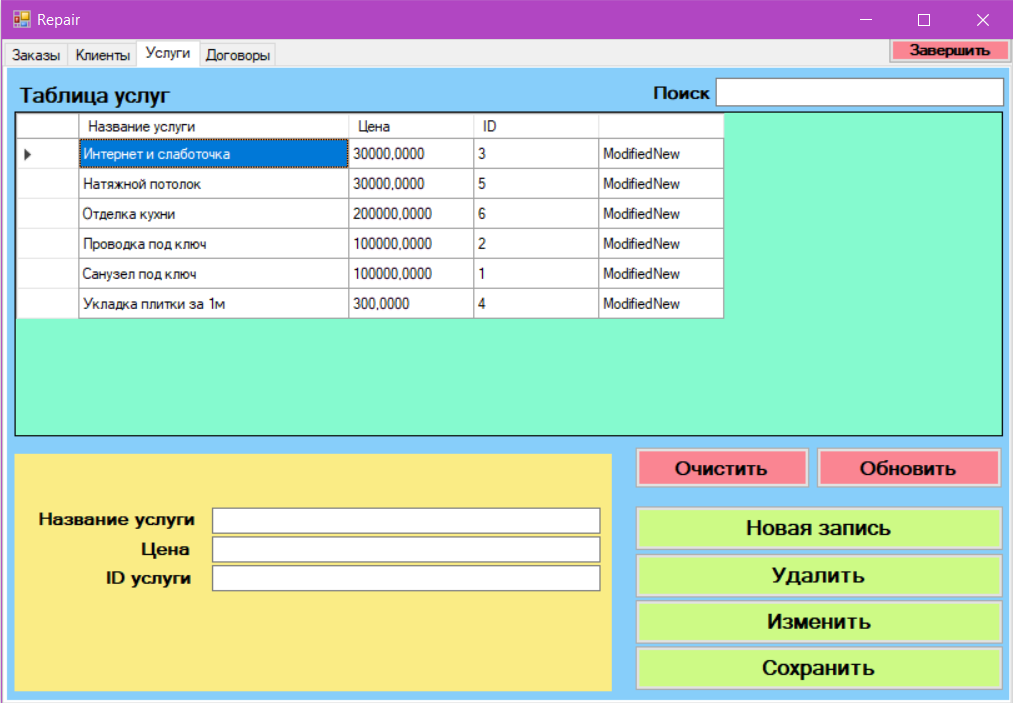 Repair
Заказы Клиенты Услуги Договоры Завершить
Таблица услуг Поиск
Название услуги Цена ID
Интернет и слаботочка 30000,0000 3 ModifiedNew
Натяжной потолок 30000,0000 5 ModifiedNew
Отделка кухни 200000,0000 6 ModifiedNew
Проводка под ключ 100000,0000 2 ModifiedNew
Санузел под ключ 100000,0000 1 ModifiedNew
Укладка плитки за 1м 300,0000 4 ModifiedNew
Очистить Обновить
Название услуги
Цена
ID услуги
Новая запись
Удалить
Изменить
Сохранить